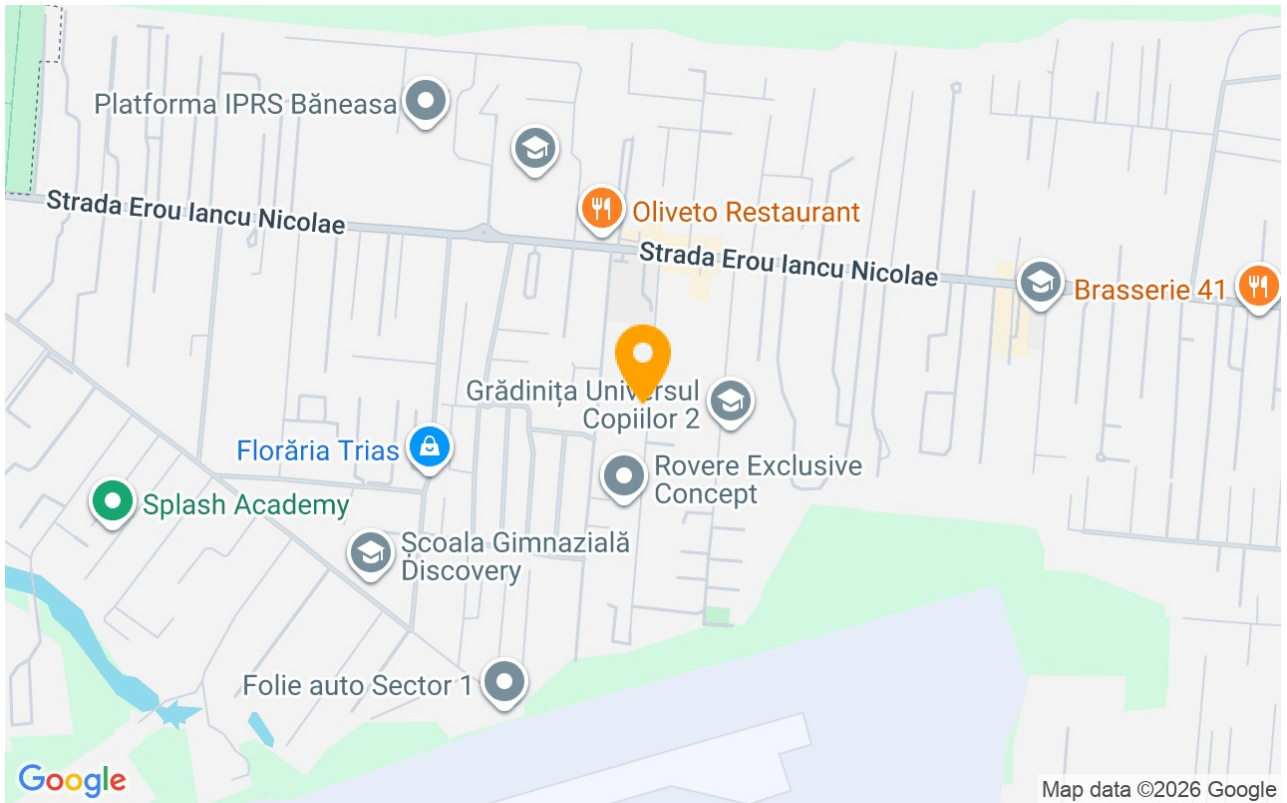 Platforma IPRS Băneasa
Strada Erou Iancu Nicolae
Oliveto Restaurant
Strada Erou Iancu Nicolae
Brasserie 41
Grădinița Universul
Copiilor 2
Florăria Trias
Rovere Exclusive
Concept
Splash Academy
Școala Gimnazială
Discovery
Folie auto Sector 1
Google
Map data ©2026 Google